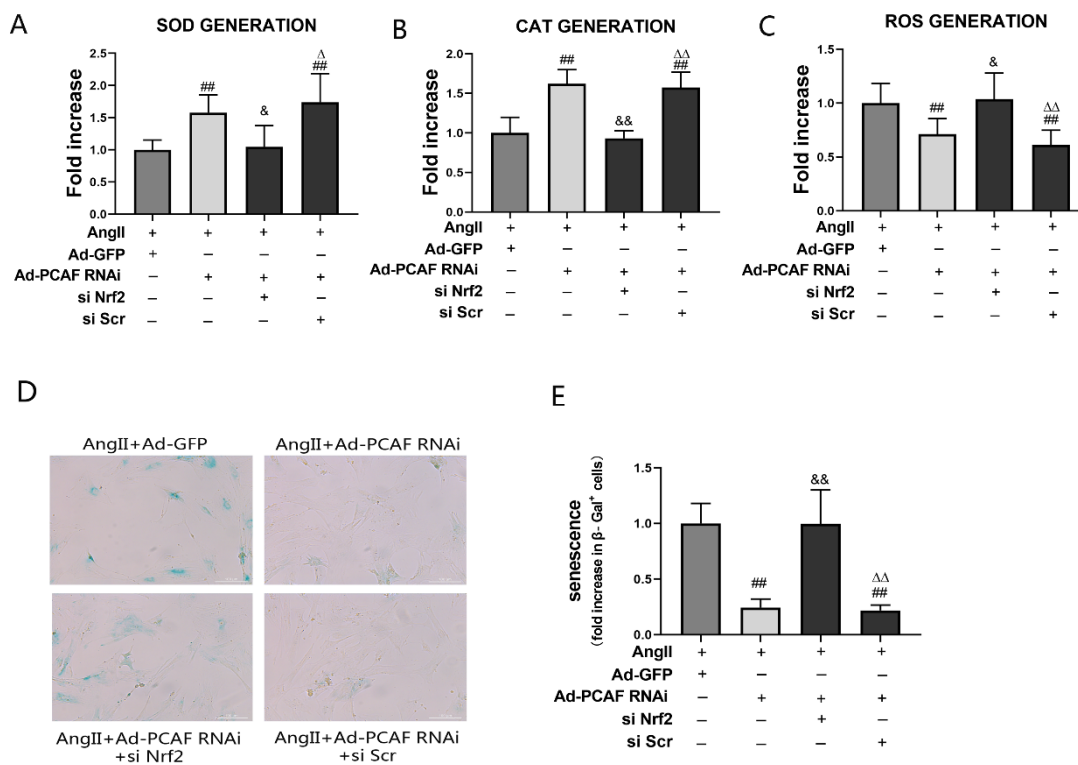 A
SOD GENERATION
Fold increase
2.5
2.0
1.5
1.0
0.5
0.0
##
&
Δ
##
AngII + + + +
Ad-GFP + – – –
Ad-PCAF RNAi – + + +
si Nrf2 – – + –
si Scr – – – +
B
CAT GENERATION
Fold increase
2.0
1.5
1.0
0.5
0.0
##
&&
ΔΔ
##
AngII + + + +
Ad-GFP + – – –
Ad-PCAF RNAi – + + +
si Nrf2 – – + –
si Scr – – – +
C
ROS GENERATION
Fold increase
1.5
1.0
0.5
0.0
##
&
ΔΔ
##
AngII + + + +
Ad-GFP + – – –
Ad-PCAF RNAi – + + +
si Nrf2 – – + –
si Scr – – – +
D
AngII+Ad-GFP
AngII+Ad-PCAF RNAi
AngII+Ad-PCAF RNAi
+si Nrf2
AngII+Ad-PCAF RNAi
+si Scr
E
senescence
(fold increase in β- Gal⁺ cells)
1.5
1.0
0.5
0.0
##
&&
ΔΔ
##
AngII + + + +
Ad-GFP + – – –
Ad-PCAF RNAi – + + +
si Nrf2 – – + –
si Scr – – – +